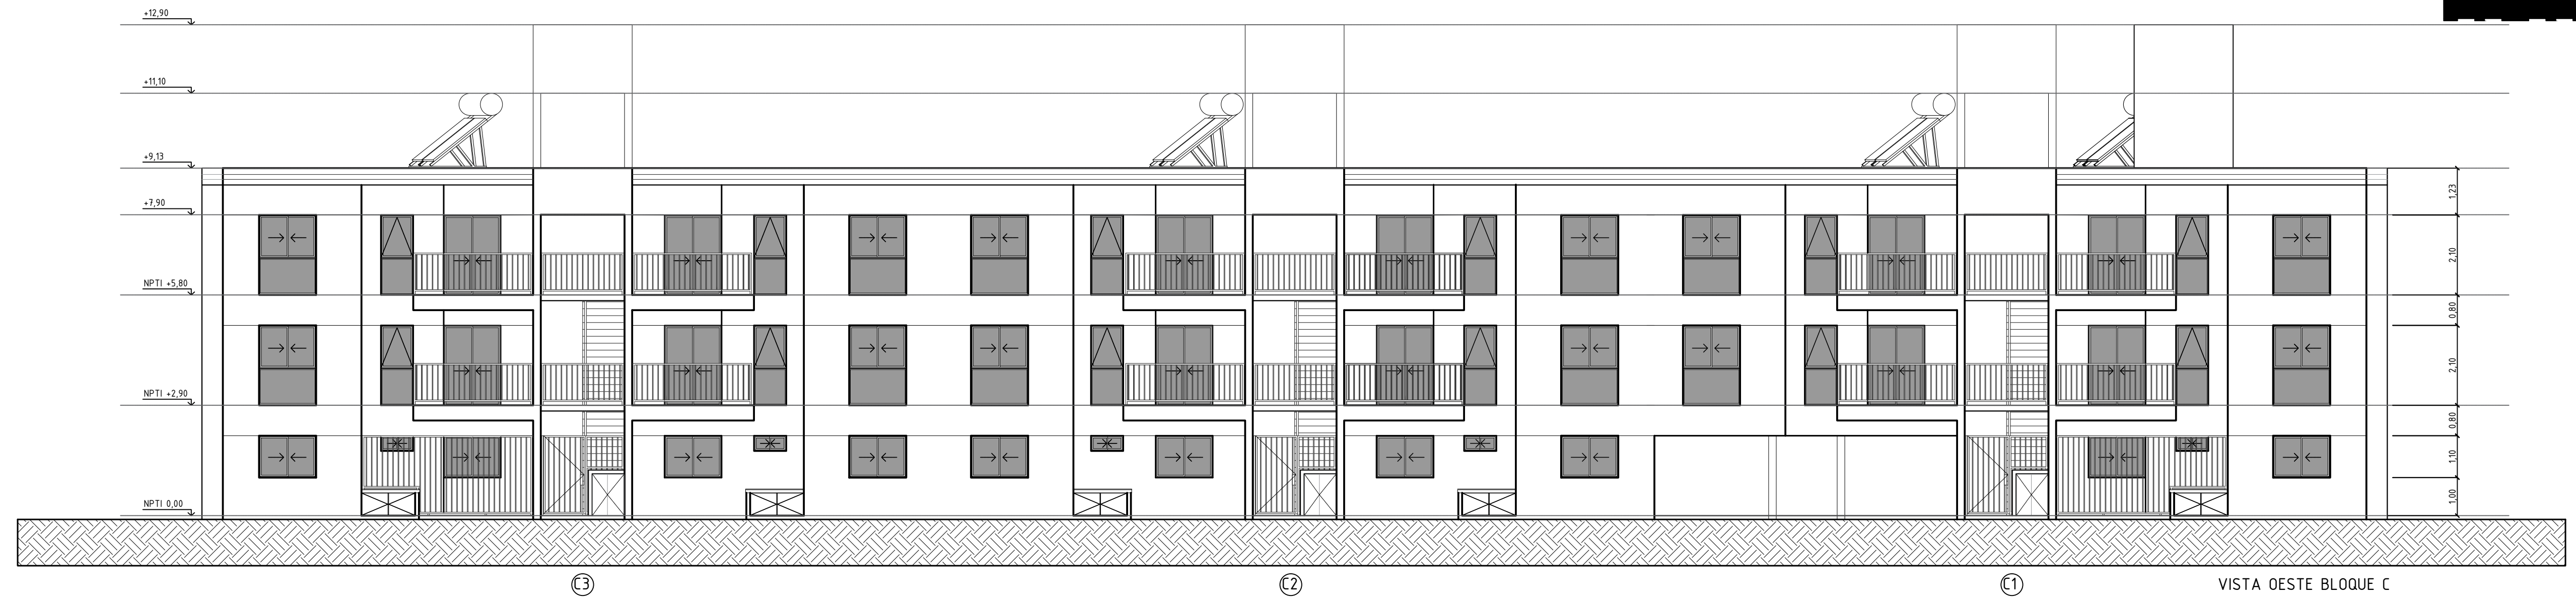 +12,90
+11,10
+9,13
+7,90
NPTI +5,80
NPTI +2,90
NPTI 0,00
1,23
2,10
0,80
2,10
0,80
1,10
1,00
C3
C2
C1
VISTA OESTE BLOQUE C